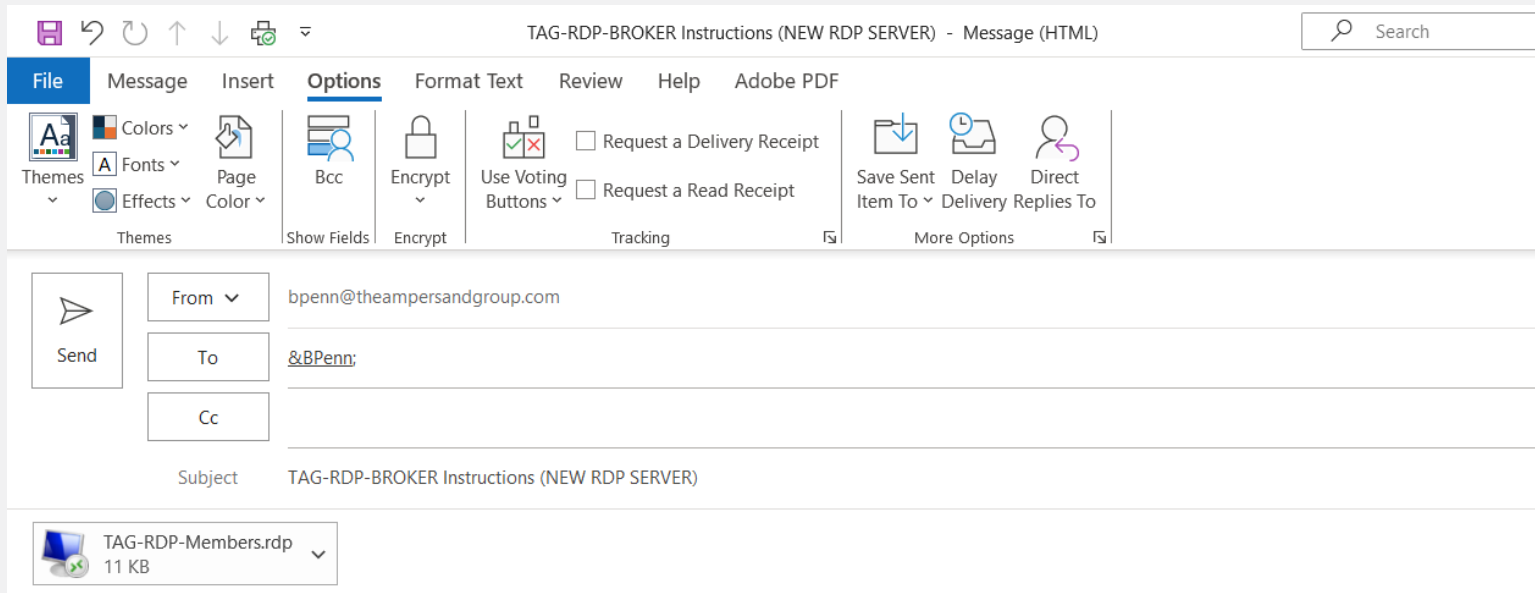 TAG-RDP-BROKER Instructions (NEW RDP SERVER) - Message (HTML)
Search
File Message Insert Options Format Text Review Help Adobe PDF
Aa
Themes
Colors
A Fonts
Effects
Page
Color
Themes
Bcc
Show Fields
Encrypt
Encrypt
Use Voting
Buttons
Request a Delivery Receipt
Request a Read Receipt
Tracking
Save Sent
Item To
Delay
Delivery
Direct
Replies To
More Options
Send
From bpenn@theampersandgroup.com
To &BPenn;
Cc
Subject TAG-RDP-BROKER Instructions (NEW RDP SERVER)
TAG-RDP-Members.rdp
11 KB